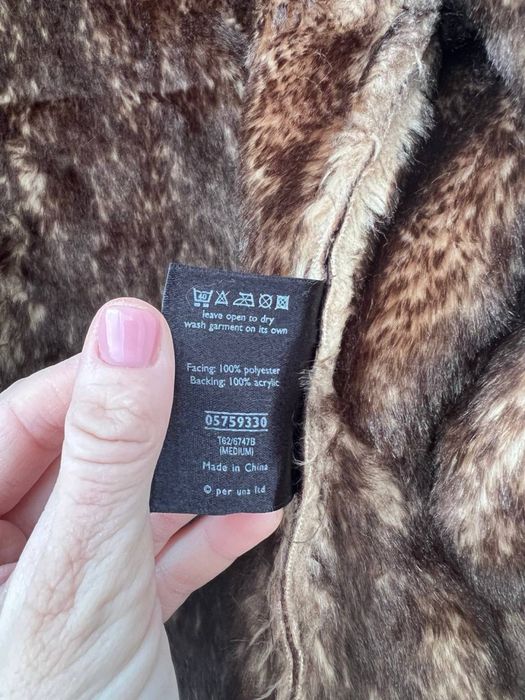 40
leave open to dry
wash garment on its own
Facing: 100% polyester
Backing: 100% acrylic
05759330
T62/6747B
(MEDIUM)
Made in China
© per una ltd